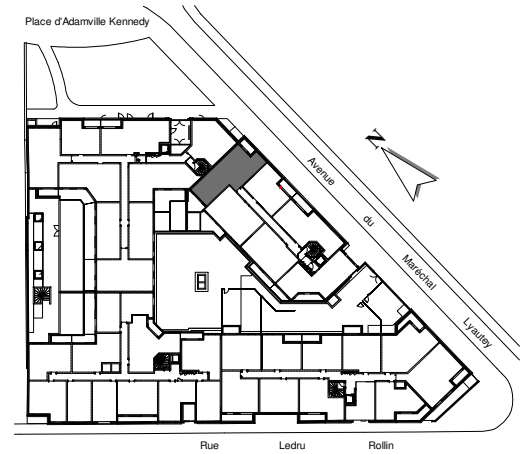 Place d'Adamville Kennedy
N
Avenue du Maréchal Lyautey
Rue Ledru Rollin